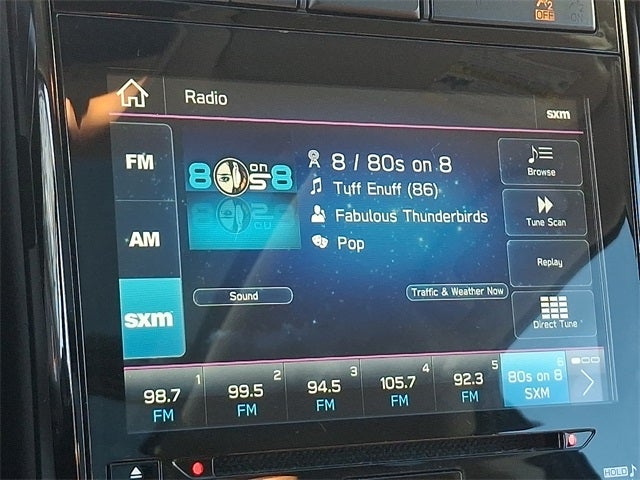 OFF
ON
Radio
sxm
FM
AM
sxm
8 on 80s 8
8 / 80s on 8
Tuff Enuff (86)
Fabulous Thunderbirds
Pop
Sound
Traffic & Weather Now
Browse
Tune Scan
Replay
Direct Tune
1
98.7
FM
2
99.5
FM
3
94.5
FM
4
105.7
FM
5
92.3
FM
6
80s on 8
SXM
HOLD